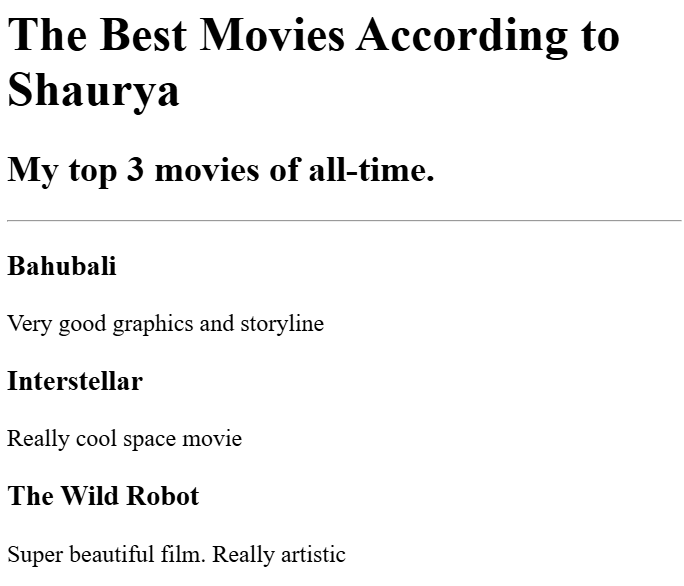 The Best Movies According to
Shaurya
My top 3 movies of all-time.
Bahubali
Very good graphics and storyline
Interstellar
Really cool space movie
The Wild Robot
Super beautiful film. Really artistic